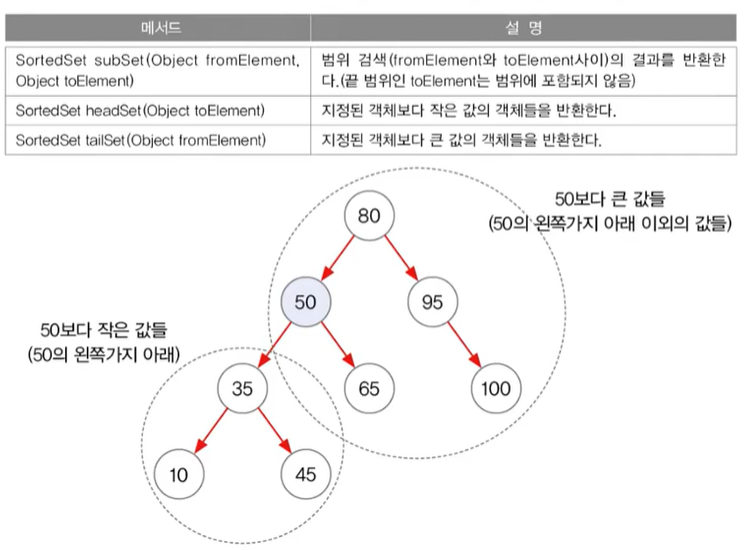 메서드 설 명
SortedSet subSet(Object fromElement, Object toElement) 범위 검색(fromElement와 toElement사이)의 결과를 반환한다.(끝 범위인 toElement는 범위에 포함되지 않음)
SortedSet headSet(Object toElement) 지정된 객체보다 작은 값의 객체들을 반환한다.
SortedSet tailSet(Object fromElement) 지정된 객체보다 큰 값의 객체들을 반환한다.
50보다 큰 값들
(50의 왼쪽가지 아래 이외의 값들)
80
50 95
50보다 작은 값들
(50의 왼쪽가지 아래)
35 65 100
10 45